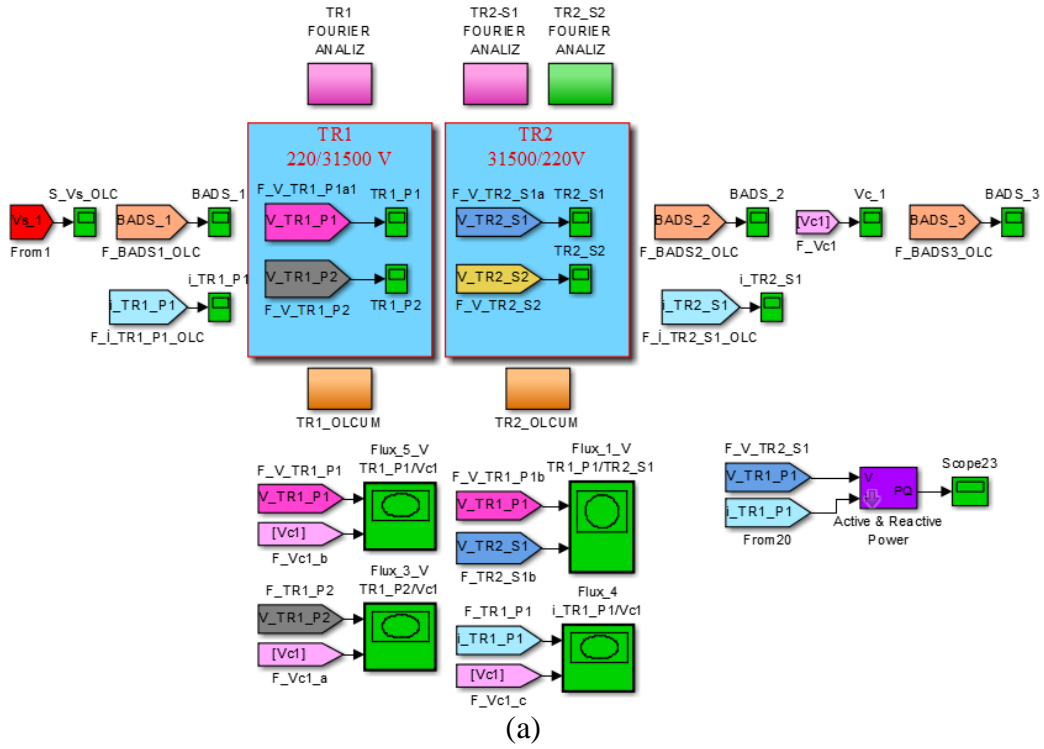 TR1
FOURIER
ANALIZ
TR2-S1
FOURIER
ANALIZ
TR2_S2
FOURIER
ANALIZ
TR1
220/31500 V
TR2
31500/220V
S_Vs_OLC
Vs_1
From1
BADS_1
BADS_1
F_BADS1_OLC
i_TR1_P1
i_TR1_P1
F_İ_TR1_P1_OLC
F_V_TR1_P1a1
V_TR1_P1
TR1_P1
V_TR1_P2
F_V_TR1_P2
TR1_P2
F_V_TR2_S1a
V_TR2_S1
TR2_S1
TR2_S2
V_TR2_S2
F_V_TR2_S2
BADS_2
BADS_2
F_BADS2_OLC
i_TR2_S1
i_TR2_S1
F_İ_TR2_S1_OLC
Vc_1
[Vc1]
F_Vc1
BADS_3
BADS_3
F_BADS3_OLC
TR1_OLCUM
TR2_OLCUM
Flux_5_V
TR1_P1/Vc1
F_V_TR1_P1
V_TR1_P1
[Vc1]
F_Vc1_b
Flux_1_V
TR1_P1/TR2_S1
F_V_TR1_P1b
V_TR1_P1
V_TR2_S1
F_TR2_S1b
F_V_TR2_S1
V_TR1_P1
i_TR1_P1
From20
V
PQ
Active & Reactive
Power
Scope23
Flux_3_V
TR1_P2/Vc1
F_TR1_P2
V_TR1_P2
[Vc1]
F_Vc1_a
Flux_4
i_TR1_P1/Vc1
F_TR1_P1
i_TR1_P1
[Vc1]
F_Vc1_c
(a)